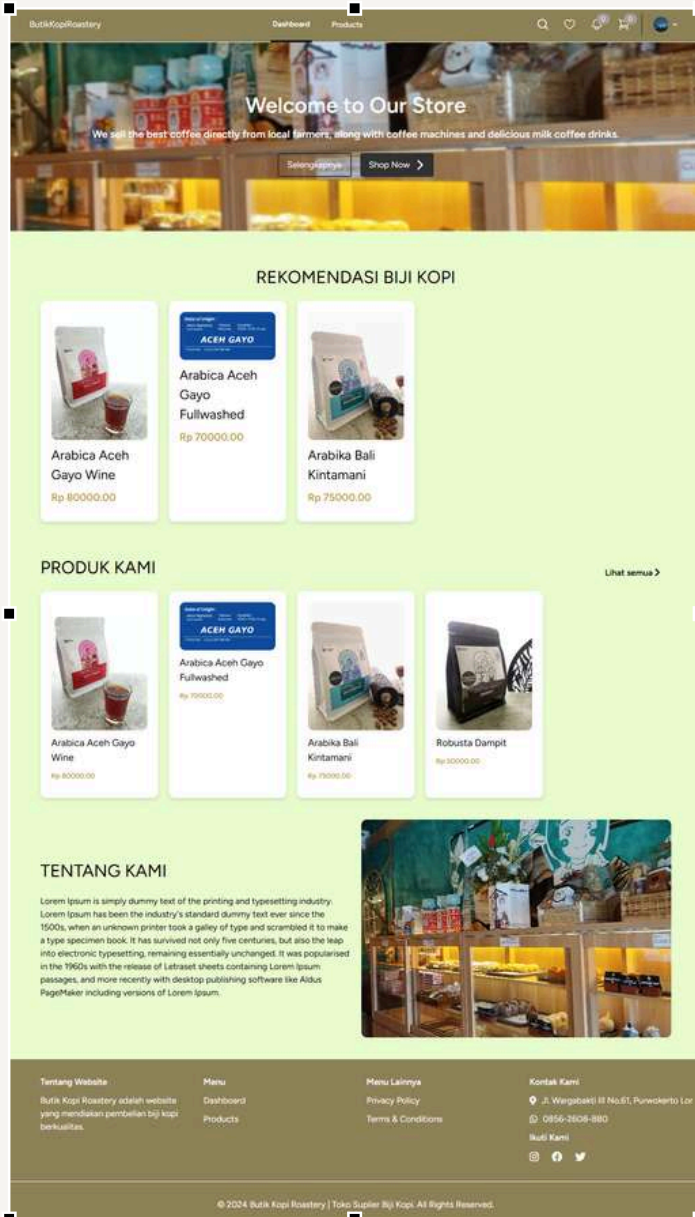 ButikKopiRoastery
Dashboard
Products
0
0
Welcome to Our Store
We sell the best coffee directly from local farmers, along with coffee machines and delicious milk coffee drinks.
Selengkapnya
Shop Now
REKOMENDASI BIJI KOPI
ACEH GAYO
Arabica Aceh
Gayo Wine
Rp 80000.00
Arabica Aceh
Gayo
Fullwashed
Rp 70000.00
Arabika Bali
Kintamani
Rp 75000.00
PRODUK KAMI
Lihat semua
ACEH GAYO
Arabica Aceh Gayo
Wine
Rp 80000.00
Arabica Aceh Gayo
Fullwashed
Rp 70000.00
Arabika Bali
Kintamani
Rp 75000.00
Robusta Dampit
Rp 50000.00
TENTANG KAMI
Lorem Ipsum is simply dummy text of the printing and typesetting industry.
Lorem Ipsum has been the industry's standard dummy text ever since the
1500s, when an unknown printer took a galley of type and scrambled it to make
a type specimen book. It has survived not only five centuries, but also the leap
into electronic typesetting, remaining essentially unchanged. It was popularised
in the 1960s with the release of Letraset sheets containing Lorem Ipsum
passages, and more recently with desktop publishing software like Aldus
PageMaker including versions of Lorem Ipsum.
Tentang Website
Butik Kopi Roastery adalah website
yang mendiakan pembelian biji kopi
berkualitas.
Menu
Dashboard
Products
Menu Lainnya
Privacy Policy
Terms & Conditions
Kontak Kami
Jl. Wargabakti III No.61, Purwokerto Lor
0856-2608-880
Ikuti Kami
© 2024 Butik Kopi Roastery | Toko Suplier Biji Kopi. All Rights Reserved.